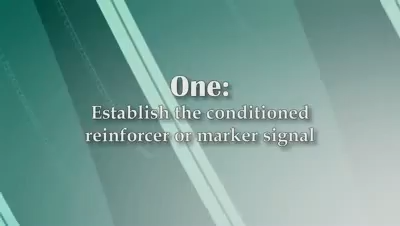 One:
Establish the conditioned
reinforcer or marker signal